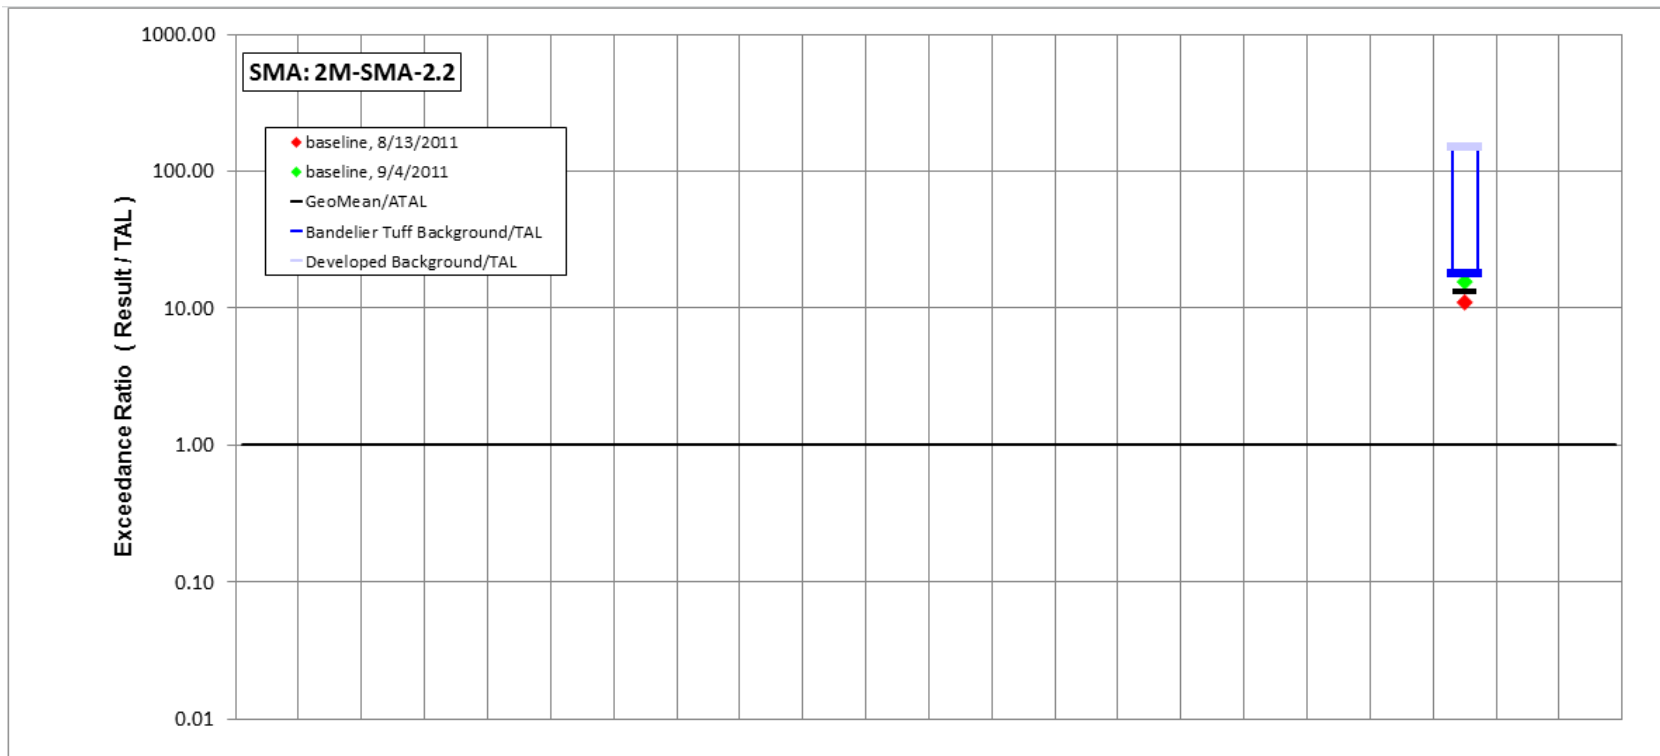 1000.00
SMA: 2M-SMA-2.2
baseline, 8/13/2011
100.00
baseline, 9/4/2011
GeoMean/ATAL
Bandelier Tuff Background/TAL
Developed Background/TAL
10.00
1.00
0.10
0.01
Exceedance Ratio ( Result / TAL )